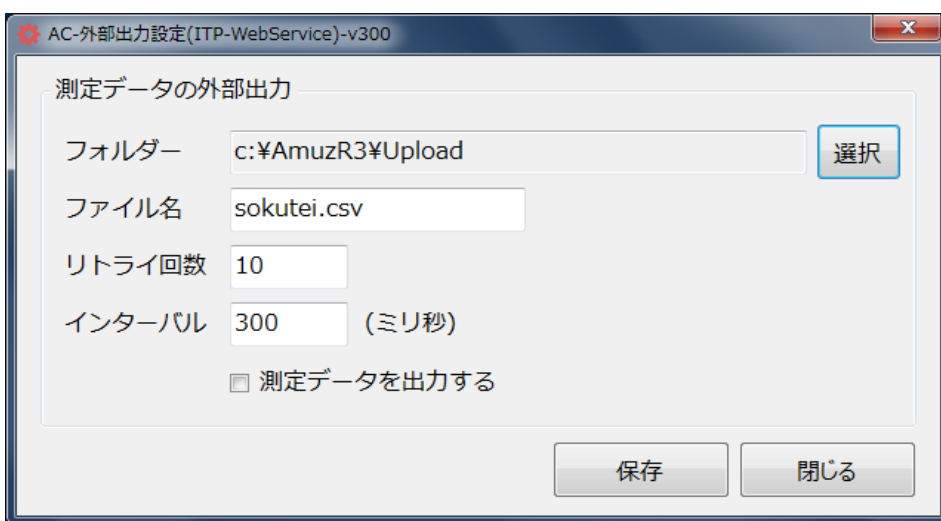 AC-外部出力設定(ITP-WebService)-v300
測定データの外部出力
フォルダー c:¥AmuzR3¥Upload 選択
ファイル名 sokutei.csv
リトライ回数 10
インターバル 300 (ミリ秒)
測定データを出力する
保存 閉じる